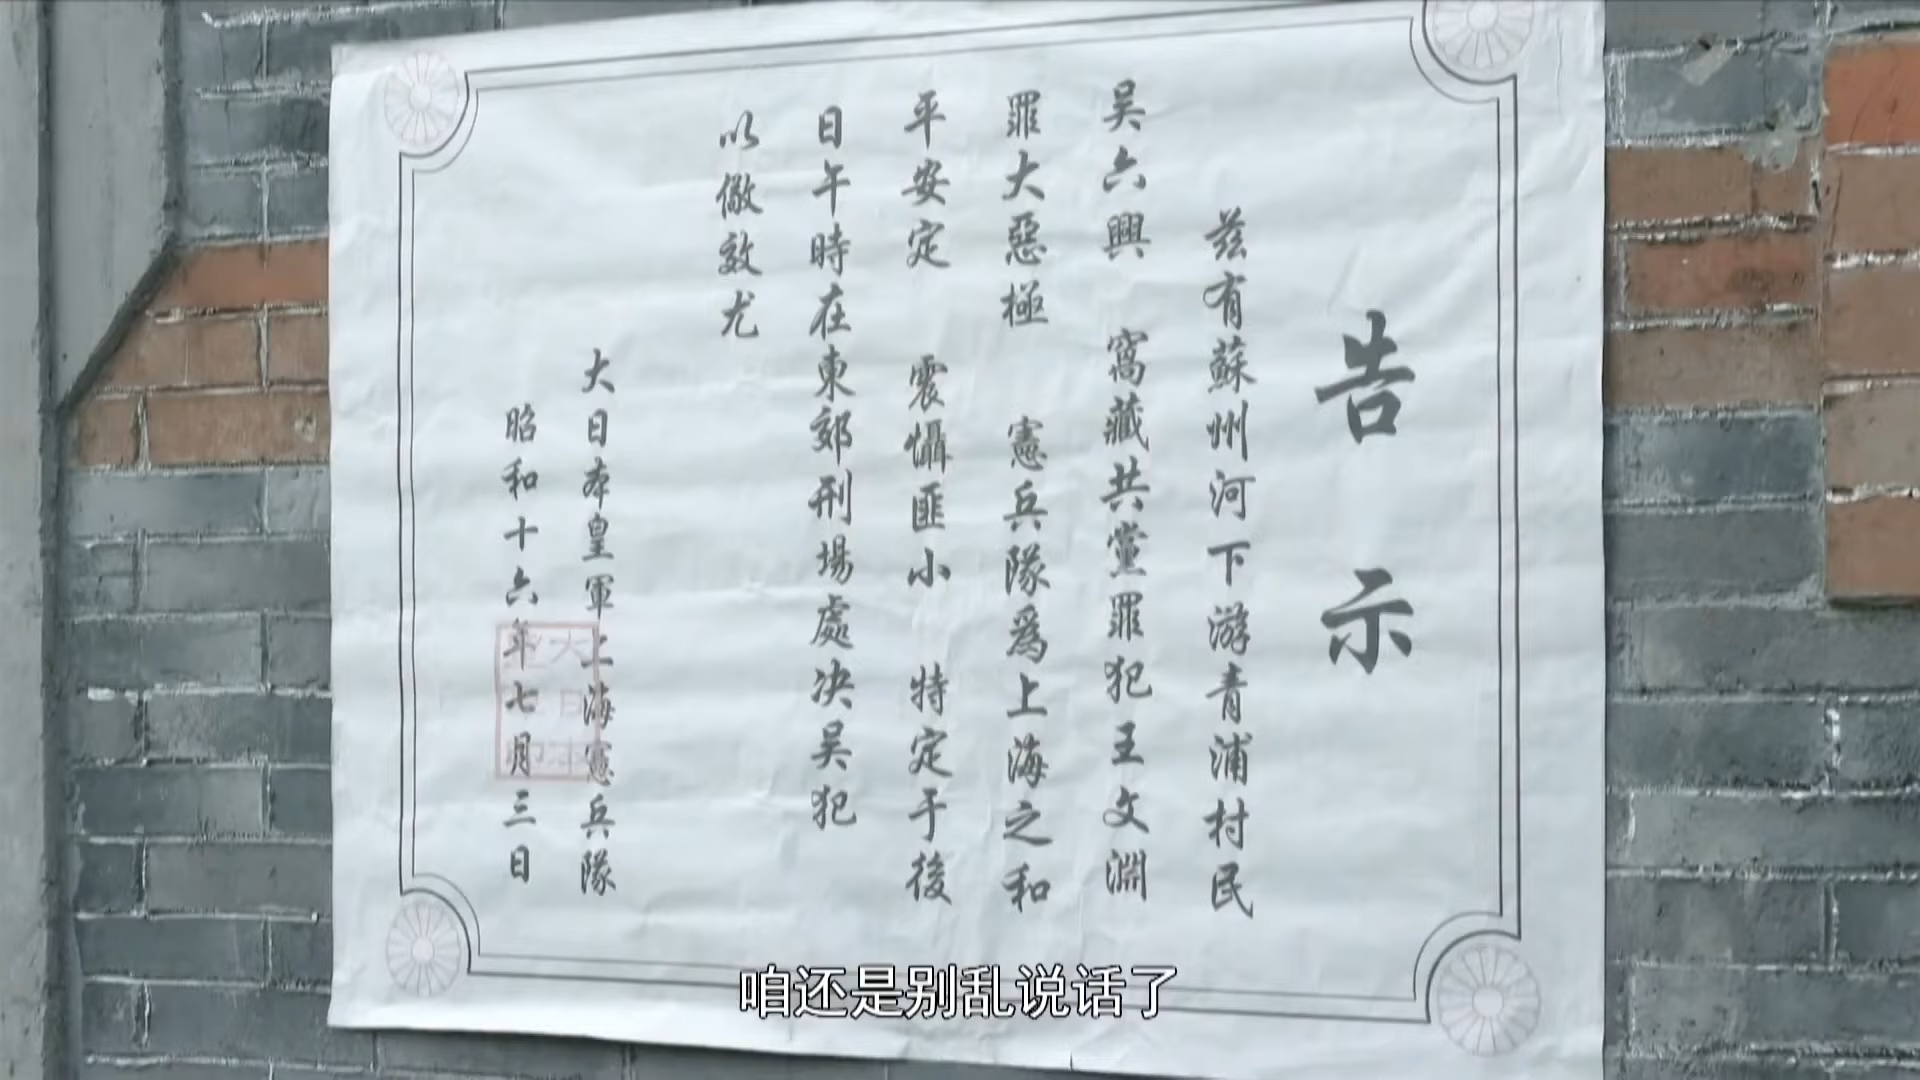 告示
茲有蘇州河下游青浦村民
吴六興 窩藏共黨罪犯王文淵
罪大惡極 憲兵隊爲上海之和
平安定 震懾匪小 特定于後
日午時在東郊刑場處决吴犯
以儆效尤
大日本皇軍上海憲兵隊
昭和十六年七月三日
咱还是别乱说话了